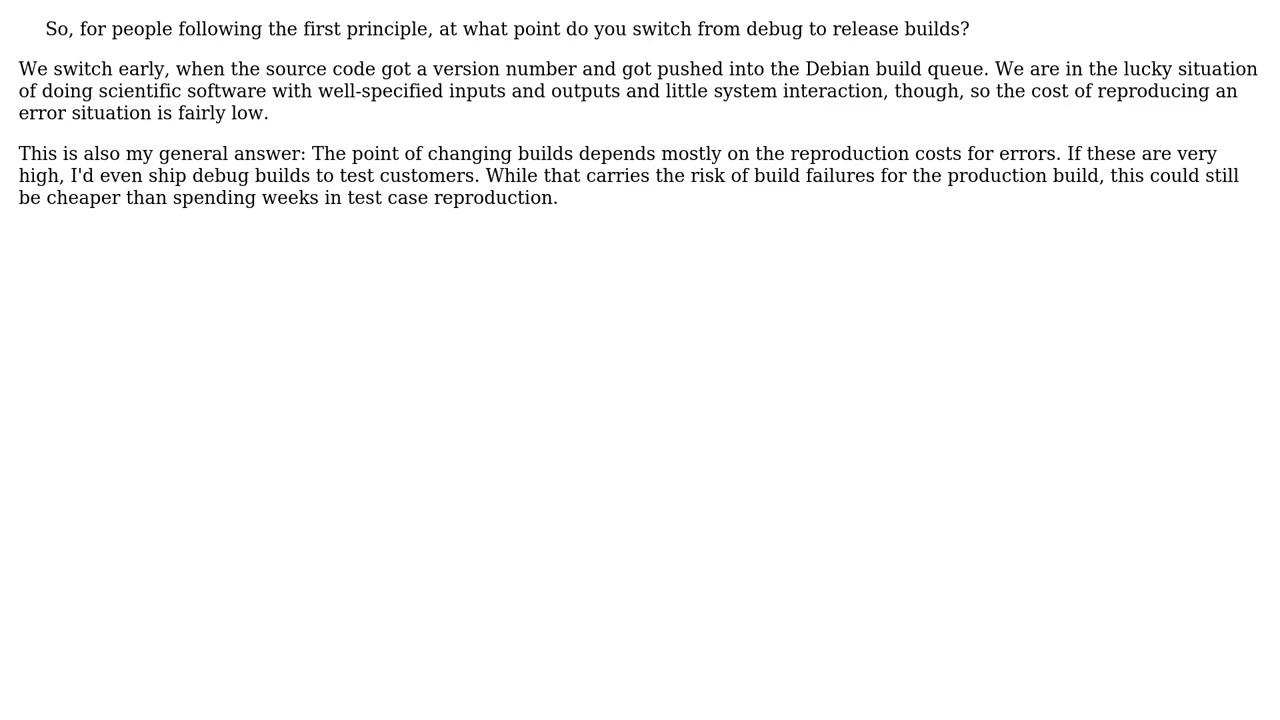 So, for people following the first principle, at what point do you switch from debug to release builds?
We switch early, when the source code got a version number and got pushed into the Debian build queue. We are in the lucky situation
of doing scientific software with well-specified inputs and outputs and little system interaction, though, so the cost of reproducing an
error situation is fairly low.
This is also my general answer: The point of changing builds depends mostly on the reproduction costs for errors. If these are very
high, I'd even ship debug builds to test customers. While that carries the risk of build failures for the production build, this could still
be cheaper than spending weeks in test case reproduction.